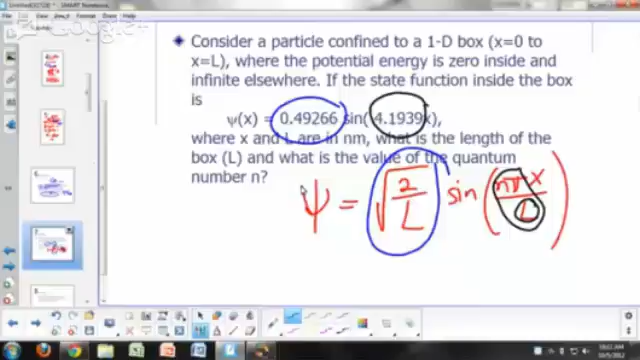 Consider a particle confined to a 1-D box (x=0 to
x=L), where the potential energy is zero inside and
infinite elsewhere. If the state function inside the box
is
ψ(x) = 0.49266 sin( 4.1939x),
where x and L are in nm, what is the length of the
box (L) and what is the value of the quantum
number n?
ψ = √(2/L) sin (nπx/L)